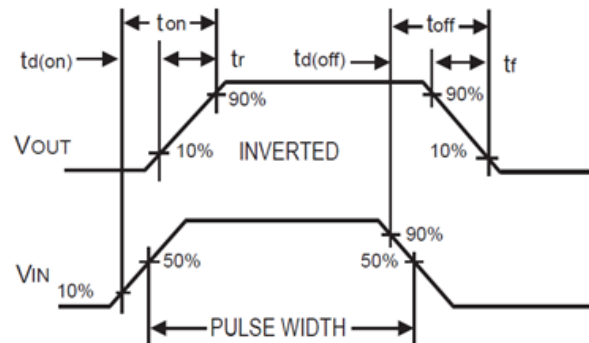 ton toff
td(on) tr td(off) tf
90% 90%
VOUT 10% INVERTED 10%
90%
50% 50%
VIN
10%
PULSE WIDTH